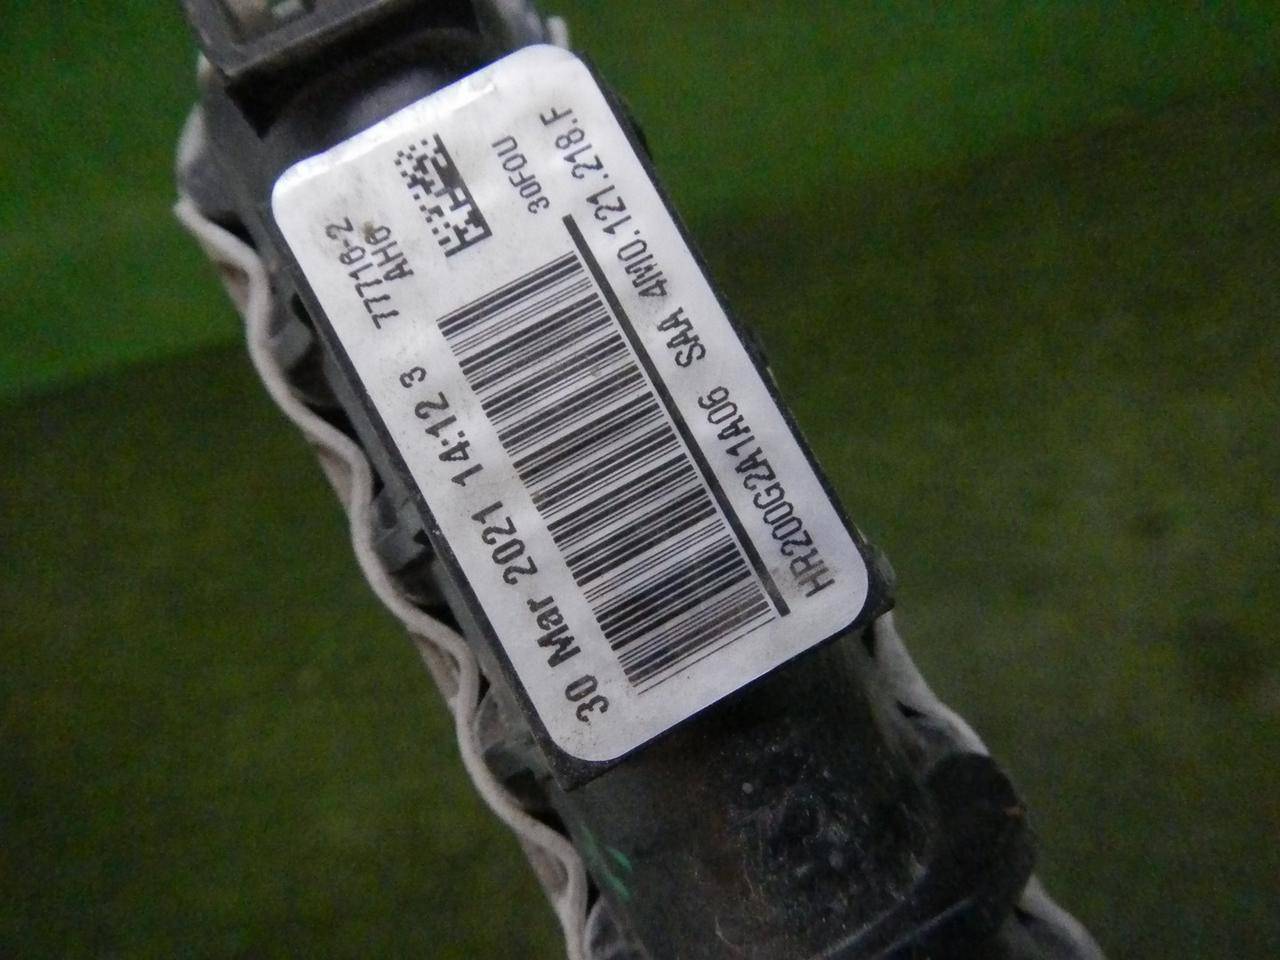 HR200G2A1A06 SAA 4M0.121.218.F
30F0U
30 Mar 2021 14:12 3 77716-2
AH6